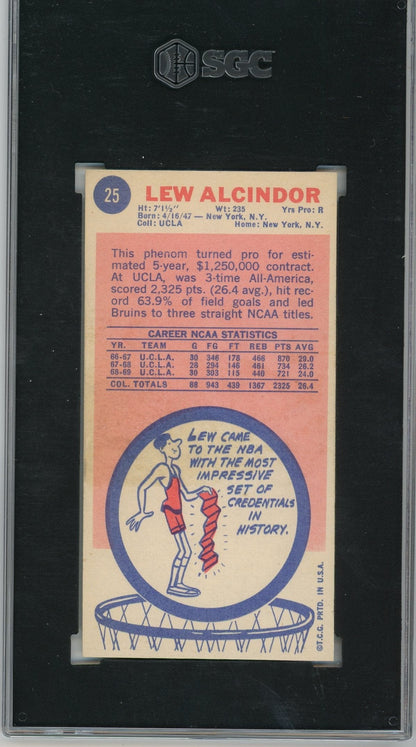 SGC
25
LEW ALCINDOR
Ht: 7'1½" Wt: 235 Yrs Pro: R
Born: 4/16/47 — New York, N.Y.
Coll: UCLA Home: New York, N.Y.
This phenom turned pro for esti-
mated 5-year, $1,250,000 contract.
At UCLA, was 3-time All-America,
scored 2,325 pts. (26.4 avg.), hit rec
ord 63.9% of field goals and led
Bruins to three straight NCAA titles.
CAREER NCAA STATISTICS
YR. TEAM G FG FT REB PTS AVG
66-67 U.C.L.A. 30 346 178 466 870 29.0
67-68 U.C.L.A. 28 294 146 461 734 26.2
68-69 U.C.L.A. 30 303 115 440 721 24.0
COL. TOTALS 88 943 439 1367 2325 26.4
LEW CAME
TO THE NBA
WITH THE MOST
IMPRESSIVE
SET OF
CREDENTIALS
IN
HISTORY.
©T.C.G. PRTD. IN U.S.A.